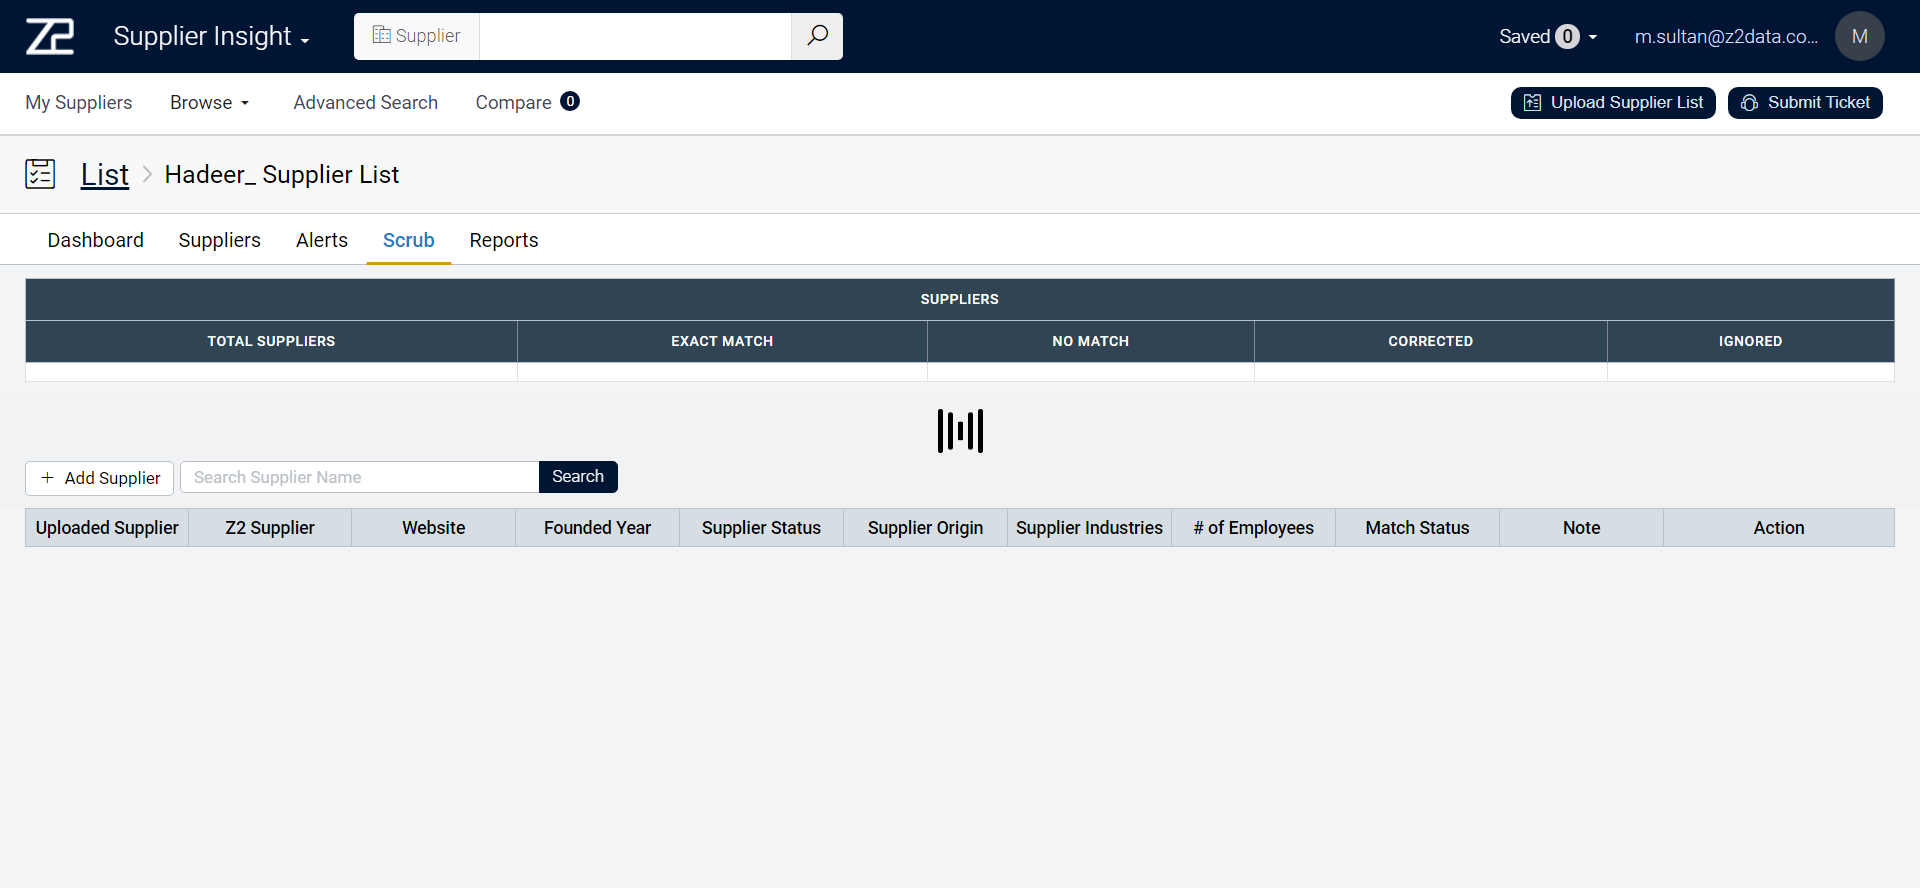 Z2
Supplier Insight
Supplier
Saved 0
m.sultan@z2data.co...
M
My Suppliers
Browse
Advanced Search
Compare 0
Upload Supplier List
Submit Ticket
List
Hadeer_ Supplier List
Dashboard
Suppliers
Alerts
Scrub
Reports
SUPPLIERS
TOTAL SUPPLIERS
EXACT MATCH
NO MATCH
CORRECTED
IGNORED
+ Add Supplier
Search Supplier Name
Search
Uploaded Supplier
Z2 Supplier
Website
Founded Year
Supplier Status
Supplier Origin
Supplier Industries
# of Employees
Match Status
Note
Action